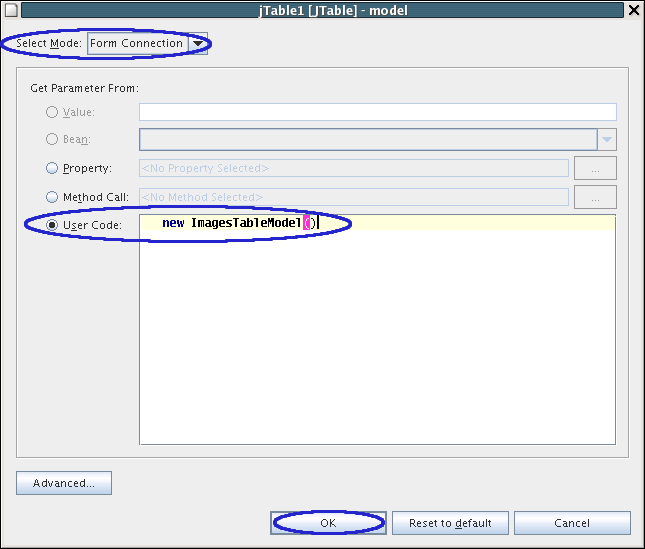 jTable1 [JTable] - model
Select Mode: Form Connection
Get Parameter From:
Value:
Bean:
Property: <No Property Selected> ...
Method Call: <No Method Selected> ...
User Code: new ImagesTableModel()
Advanced...
OK Reset to default Cancel